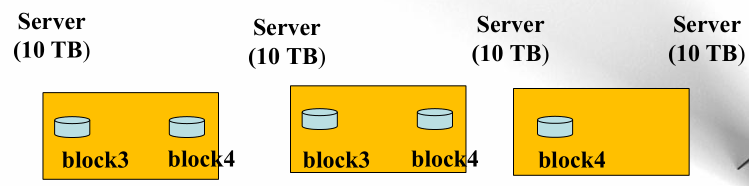 Server
(10 TB)
Server
(10 TB)
Server
(10 TB)
Server
(10 TB)
block3
block4
block3
block4
block4